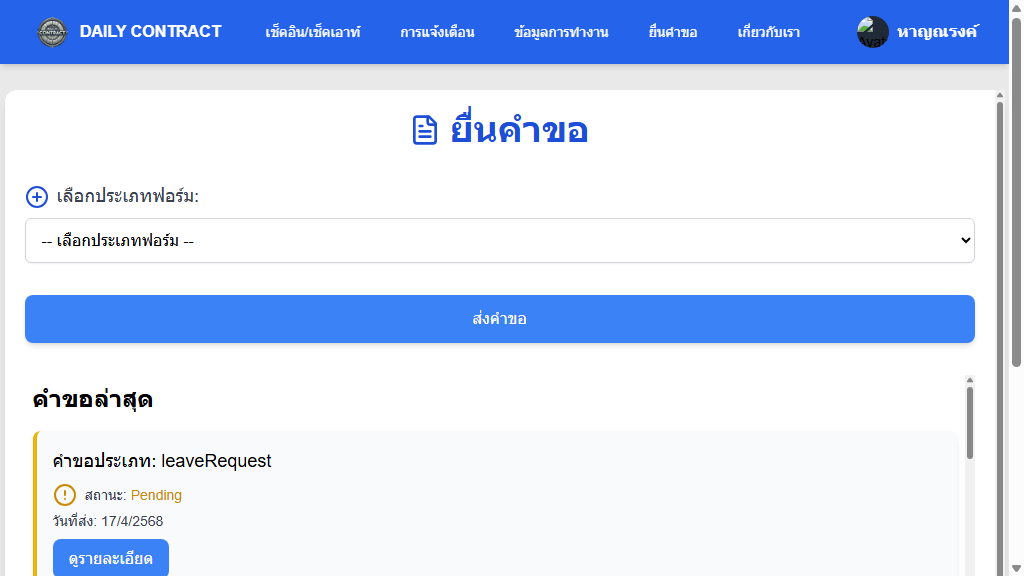 DAILY CONTRACT
เช็คอิน/เช็คเอาท์
การแจ้งเตือน
ข้อมูลการทำงาน
ยื่นคำขอ
เกี่ยวกับเรา
หาญณรงค์
ยื่นคำขอ
เลือกประเภทฟอร์ม:
-- เลือกประเภทฟอร์ม --
ส่งคำขอ
คำขอล่าสุด
คำขอประเภท: leaveRequest
สถานะ: Pending
วันที่ส่ง: 17/4/2568
ดูรายละเอียด